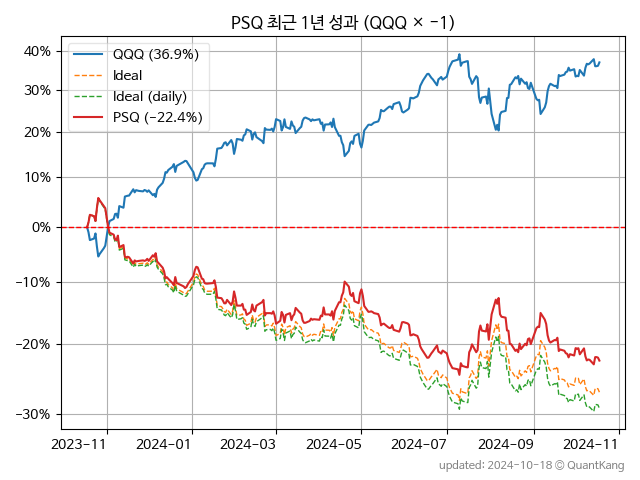 PSQ 최근 1년 성과 (QQQ × −1)
QQQ (36.9%)
Ideal
Ideal (daily)
PSQ (−22.4%)
40%
30%
20%
10%
0%
−10%
−20%
−30%
2023−11
2024−01
2024−03
2024−05
2024−07
2024−09
2024−11
updated: 2024-10-18 © QuantKang